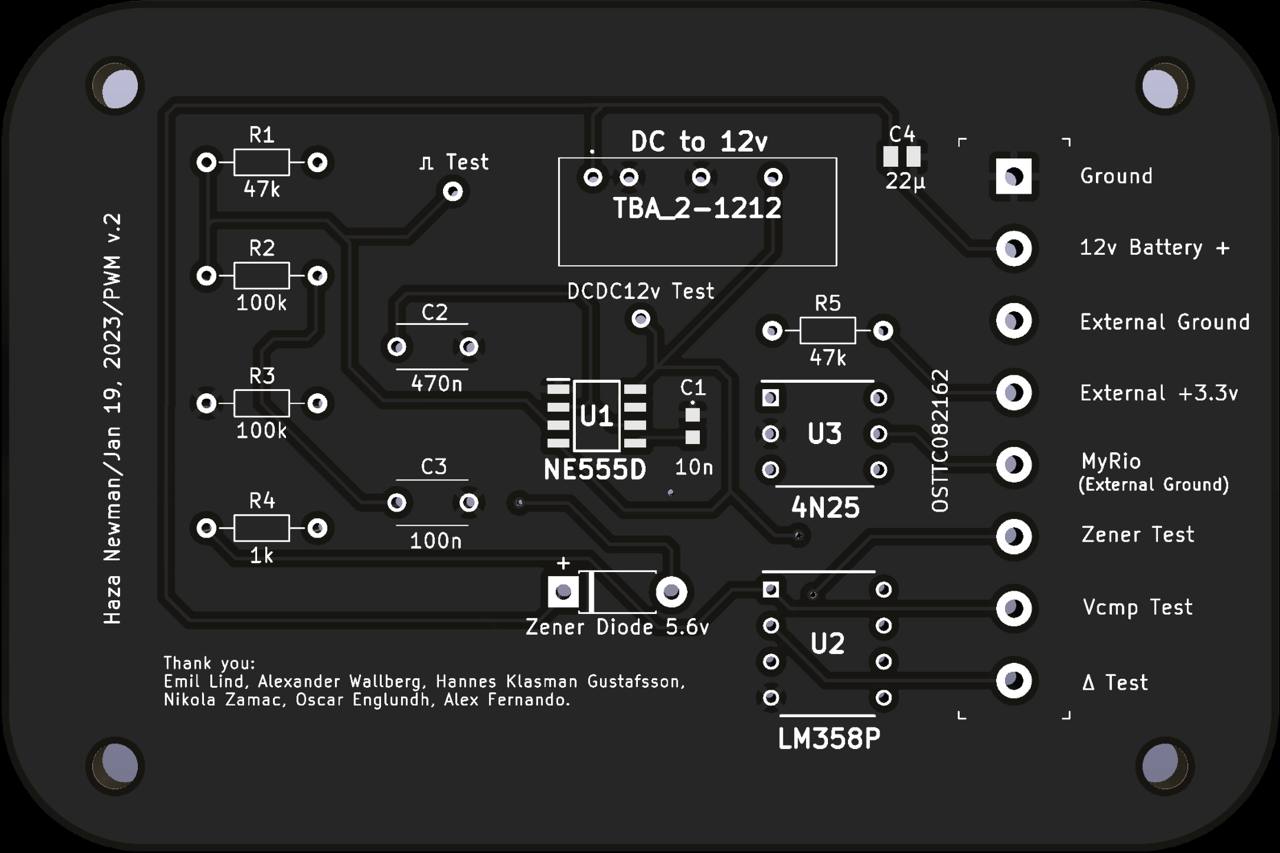 R1
47k
⎍ Test
DC to 12v
TBA_2-1212
C4
22µ
Ground
12v Battery +
External Ground
External +3.3v
MyRio
(External Ground)
Zener Test
Vcmp Test
Δ Test
OSTTC082162
Haza Newman/Jan 19, 2023/PWM v.2
R2
100k
C2
470n
DCDC12v Test
R5
47k
R3
100k
U1
NE555D
C1
10n
U3
4N25
C3
100n
R4
1k
+
Zener Diode 5.6v
U2
LM358P
Thank you:
Emil Lind, Alexander Wallberg, Hannes Klasman Gustafsson,
Nikola Zamac, Oscar Englundh, Alex Fernando.